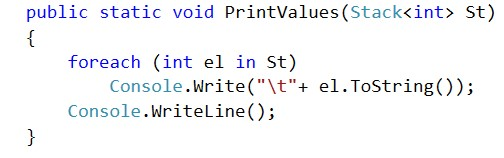 public static void PrintValues(Stack<int> St)
{
foreach (int el in St)
Console.Write("\t"+ el.ToString());
Console.WriteLine();
}